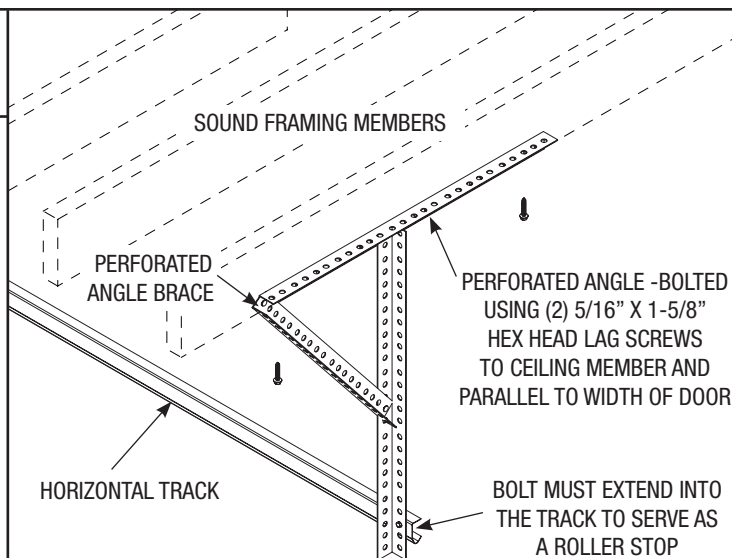 SOUND FRAMING MEMBERS
PERFORATED
ANGLE BRACE
PERFORATED ANGLE -BOLTED
USING (2) 5/16” X 1-5/8”
HEX HEAD LAG SCREWS
TO CEILING MEMBER AND
PARALLEL TO WIDTH OF DOOR
HORIZONTAL TRACK
BOLT MUST EXTEND INTO
THE TRACK TO SERVE AS
A ROLLER STOP